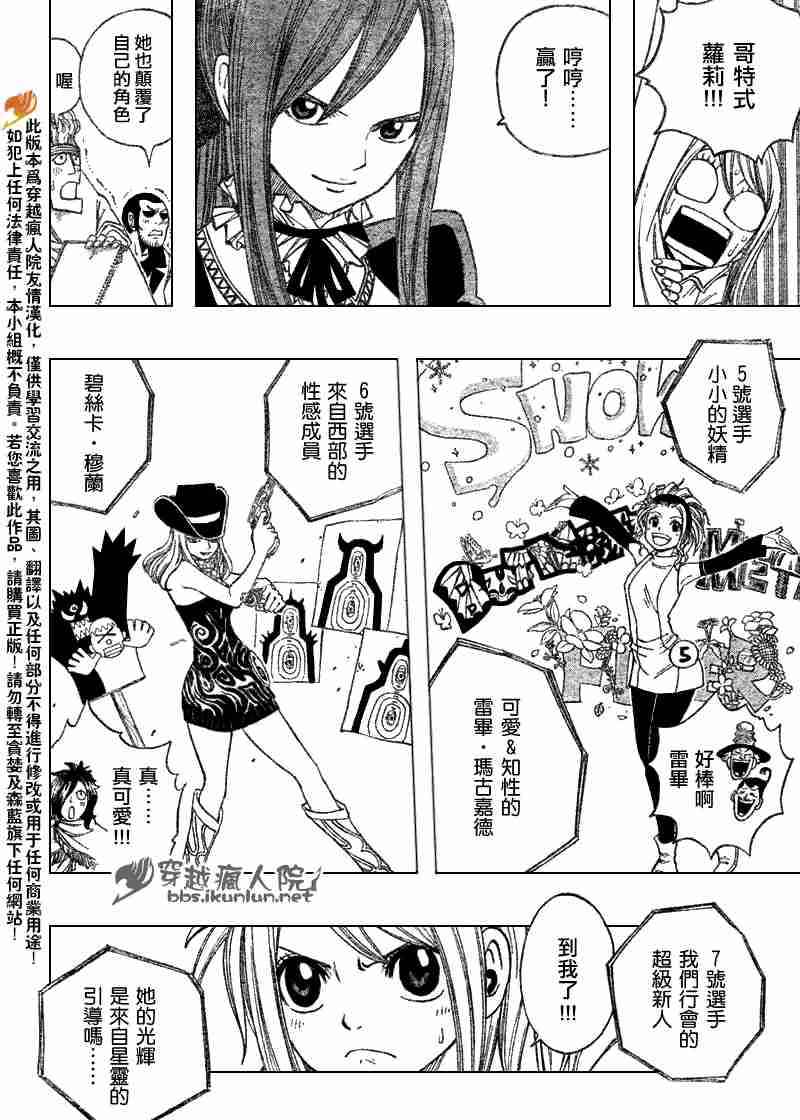 哥特式
蘿莉!!!
哼哼……
贏了!
她也顛覆了
自己的角色
喔
5號選手
小小的妖精
SNOW
METAL
可愛&知性的
雷畢·瑪古嘉德
好棒啊
雷畢
5
6號選手
來自西部的
性感成員
碧絲卡·穆蘭
真……
真可愛!!!
7號選手
我們行會的
超級新人
到我了!!!
她的光輝
是來自星靈的
引導嗎……
穿越瘋人院
bbs.ikunlun.net
此版本爲穿越瘋人院友情漢化，僅供學習交流之用，其圖、翻譯以及任何部分不得進行修改或用于任何商業用途！
如犯上任何法律責任，本小組概不負責。若您喜歡此作品，請購買正版！請勿轉至貪婪及森藍旗下任何網站！